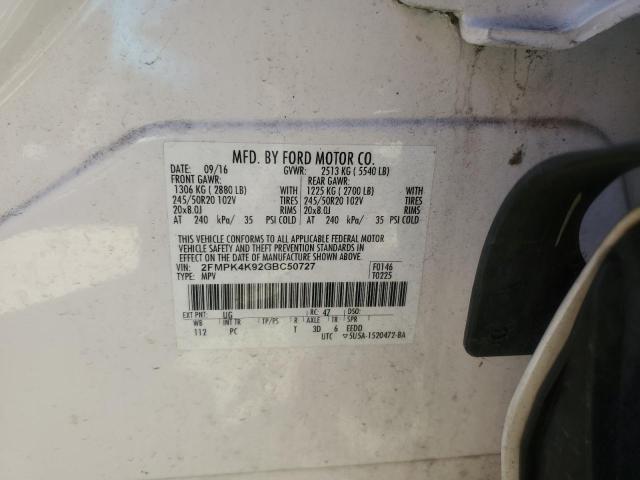 MFD. BY FORD MOTOR CO.
DATE: 09/16 GVWR: 2513 KG ( 5540 LB)
FRONT GAWR: REAR GAWR:
1306 KG ( 2880 LB) WITH 1225 KG ( 2700 LB) WITH
245/50R20 102V TIRES 245/50R20 102V TIRES
20x8.0J RIMS 20x8.0J RIMS
AT 240 kPa/ 35 PSI COLD AT 240 kPa/ 35 PSI COLD
THIS VEHICLE CONFORMS TO ALL APPLICABLE FEDERAL MOTOR
VEHICLE SAFETY AND THEFT PREVENTION STANDARDS IN EFFECT
ON THE DATE OF MANUFACTURE SHOWN ABOVE.
VIN: 2FMPK4K92GBC50727 F0146
TYPE: MPV T0225
EXT PNT: UG RC: 47 DSO:
WB INT TR TP/PS R AXLE TR SPR
112 PC Y 3D 6 EEDD
UTC ▽5U5A-1520472-BA